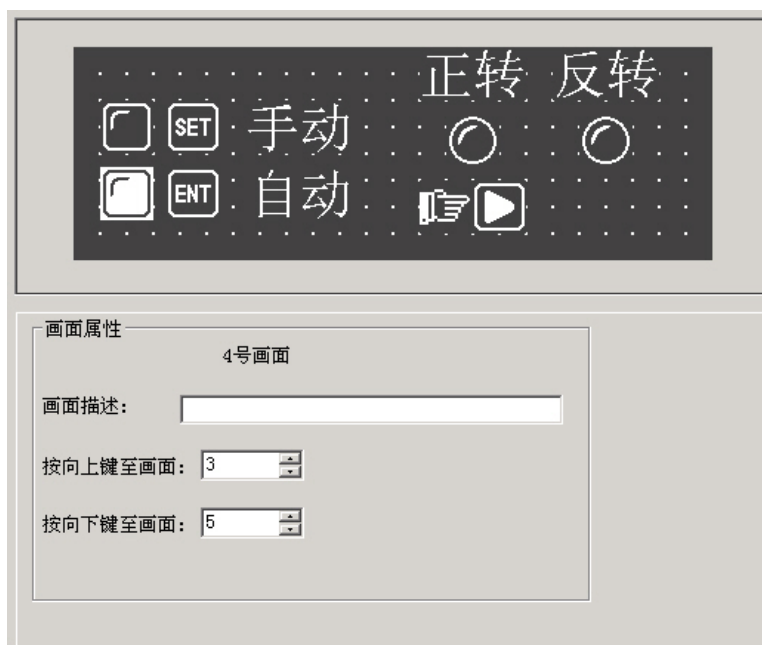 正转 反转
SET 手动
ENT 自动
画面属性
4号画面
画面描述：
按向上键至画面：3
按向下键至画面：5